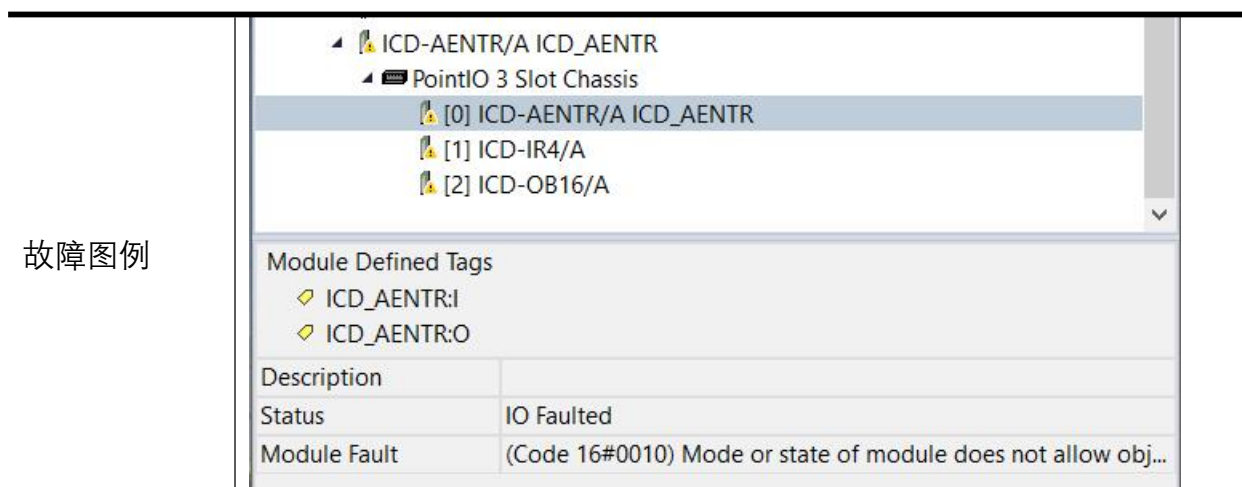 ICD-AENTR/A ICD_AENTR
PointIO 3 Slot Chassis
[0] ICD-AENTR/A ICD_AENTR
[1] ICD-IR4/A
[2] ICD-OB16/A
故障图例
Module Defined Tags
ICD_AENTR:I
ICD_AENTR:O
Description
Status IO Faulted
Module Fault (Code 16#0010) Mode or state of module does not allow obj...